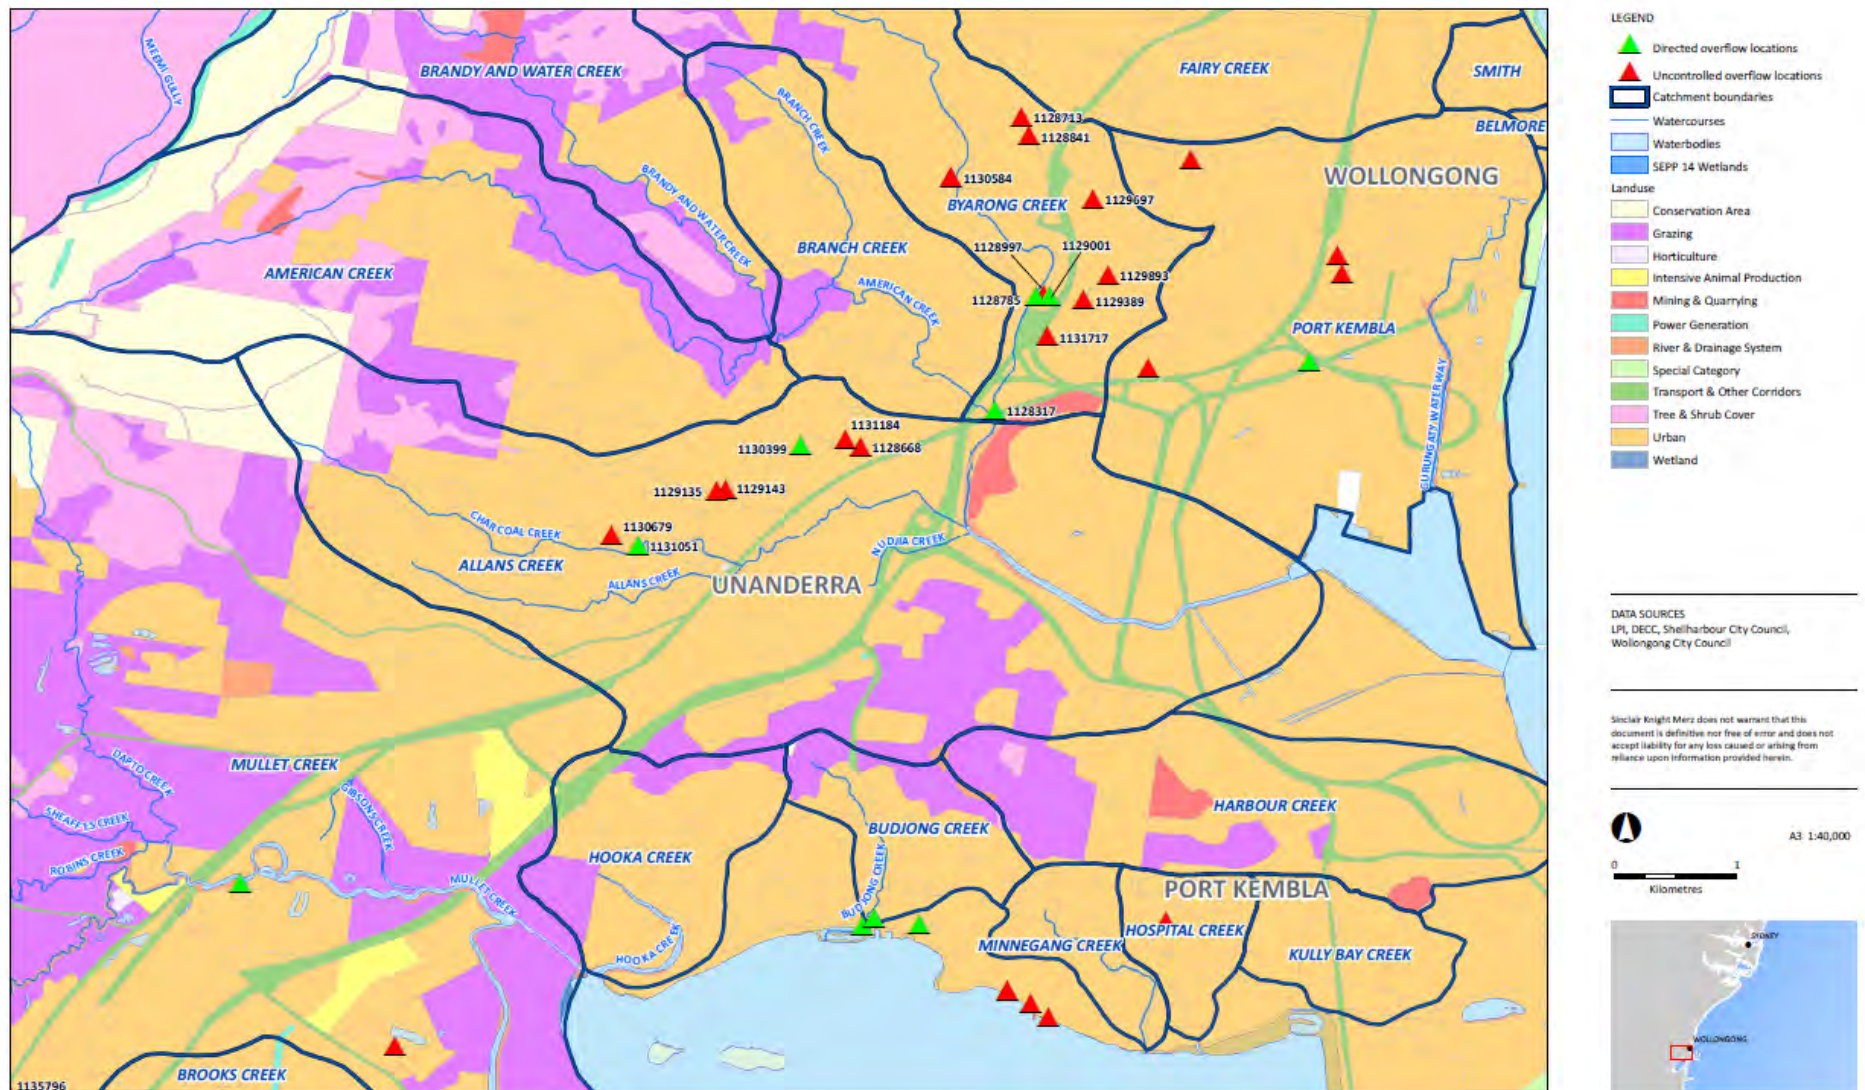 MEEMI GULLY
BRANDY AND WATER CREEK
BRANCH CREEK
FAIRY CREEK
SMITH
BELMORE
1128713
1128841
WOLLONGONG
1130584
BRANDY AND WATER CREEK
1129697
BYARONG CREEK
BRANCH CREEK
1128997
1129001
AMERICAN CREEK
1129893
AMERICAN CREEK
1128785
1129389
PORT KEMBLA
1131717
GURUNGATY WATERWAY
1128317
1131184
1130399
1128668
1129135
1129143
CHARCOAL CREEK
1130679
1131051
NUDJIA CREEK
ALLANS CREEK
ALLANS CREEK
UNANDERRA
DAPTO CREEK
MULLET CREEK
GIBSONS CREEK
SHEAFFES CREEK
HARBOUR CREEK
BUDJONG CREEK
HOOKA CREEK
ROBINS CREEK
MULLET CREEK
BUDJONG CREEK
PORT KEMBLA
HOSPITAL CREEK
MINNEGANG CREEK
HOOKA CREEK
KULLY BAY CREEK
BROOKS CREEK
1135796
LEGEND
Directed overflow locations
Uncontrolled overflow locations
Catchment boundaries
Watercourses
Waterbodies
SEPP 14 Wetlands
Landuse
Conservation Area
Grazing
Horticulture
Intensive Animal Production
Mining & Quarrying
Power Generation
River & Drainage System
Special Category
Transport & Other Corridors
Tree & Shrub Cover
Urban
Wetland
DATA SOURCES
LPI, DECC, Shellharbour City Council,
Wollongong City Council
Sinclair Knight Merz does not warrant that this
document is definitive nor free of error and does not
accept liability for any loss caused or arising from
reliance upon information provided herein.
A3 1:40,000
0 1
Kilometres
SYDNEY
WOLLONGONG